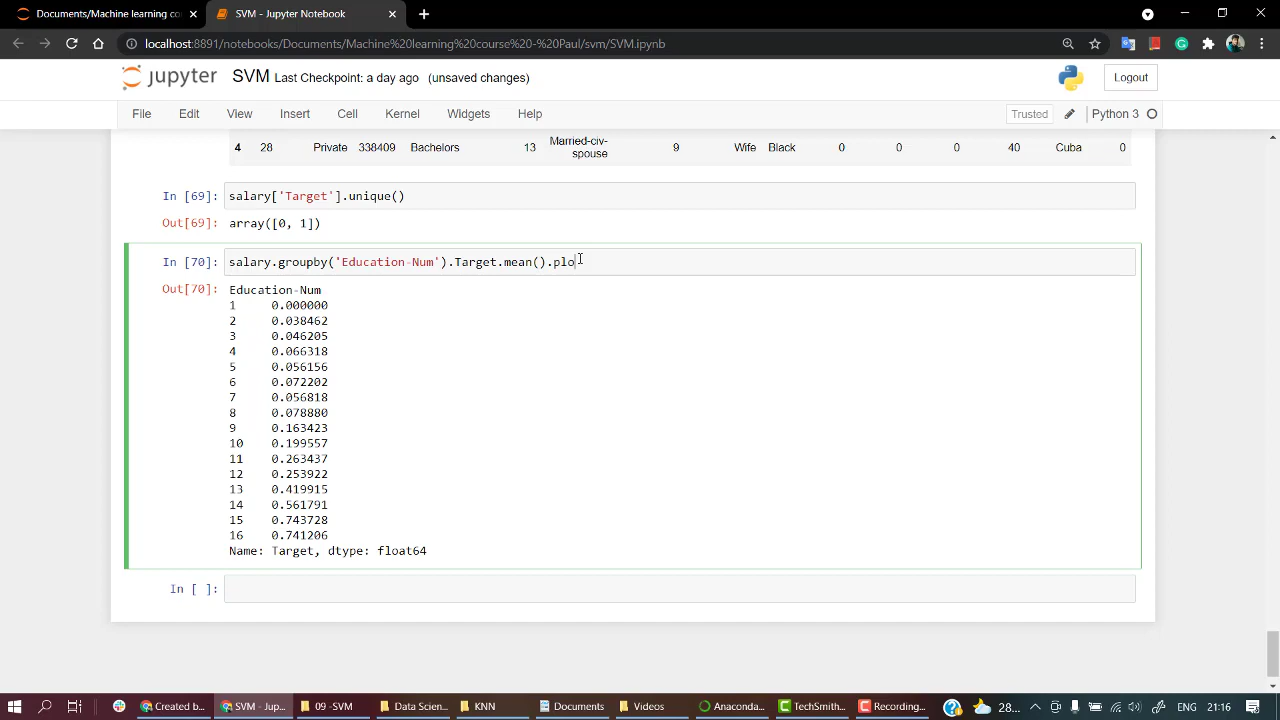 Documents/Machine learning co
SVM - Jupyter Notebook
localhost:8891/notebooks/Documents/Machine%20learning%20course%20-%20Paul/svm/SVM.ipynb
jupyter SVM Last Checkpoint: a day ago (unsaved changes)
Logout
File Edit View Insert Cell Kernel Widgets Help
Trusted Python 3
4 28 Private 338409 Bachelors 13 Married-civ-spouse 9 Wife Black 0 0 0 40 Cuba 0
In [69]: salary['Target'].unique()
Out[69]: array([0, 1])
In [70]: salary.groupby('Education-Num').Target.mean().plo
Out[70]: Education-Num
1 0.000000
2 0.038462
3 0.046205
4 0.066318
5 0.056156
6 0.072202
7 0.056818
8 0.078880
9 0.163423
10 0.199557
11 0.263437
12 0.253922
13 0.419915
14 0.561791
15 0.743728
16 0.741206
Name: Target, dtype: float64
In [ ]:
Created b... SVM - Jup... 09 -SVM Data Scien... KNN Documents Videos Anaconda... TechSmith... Recording... 28... ENG 21:16